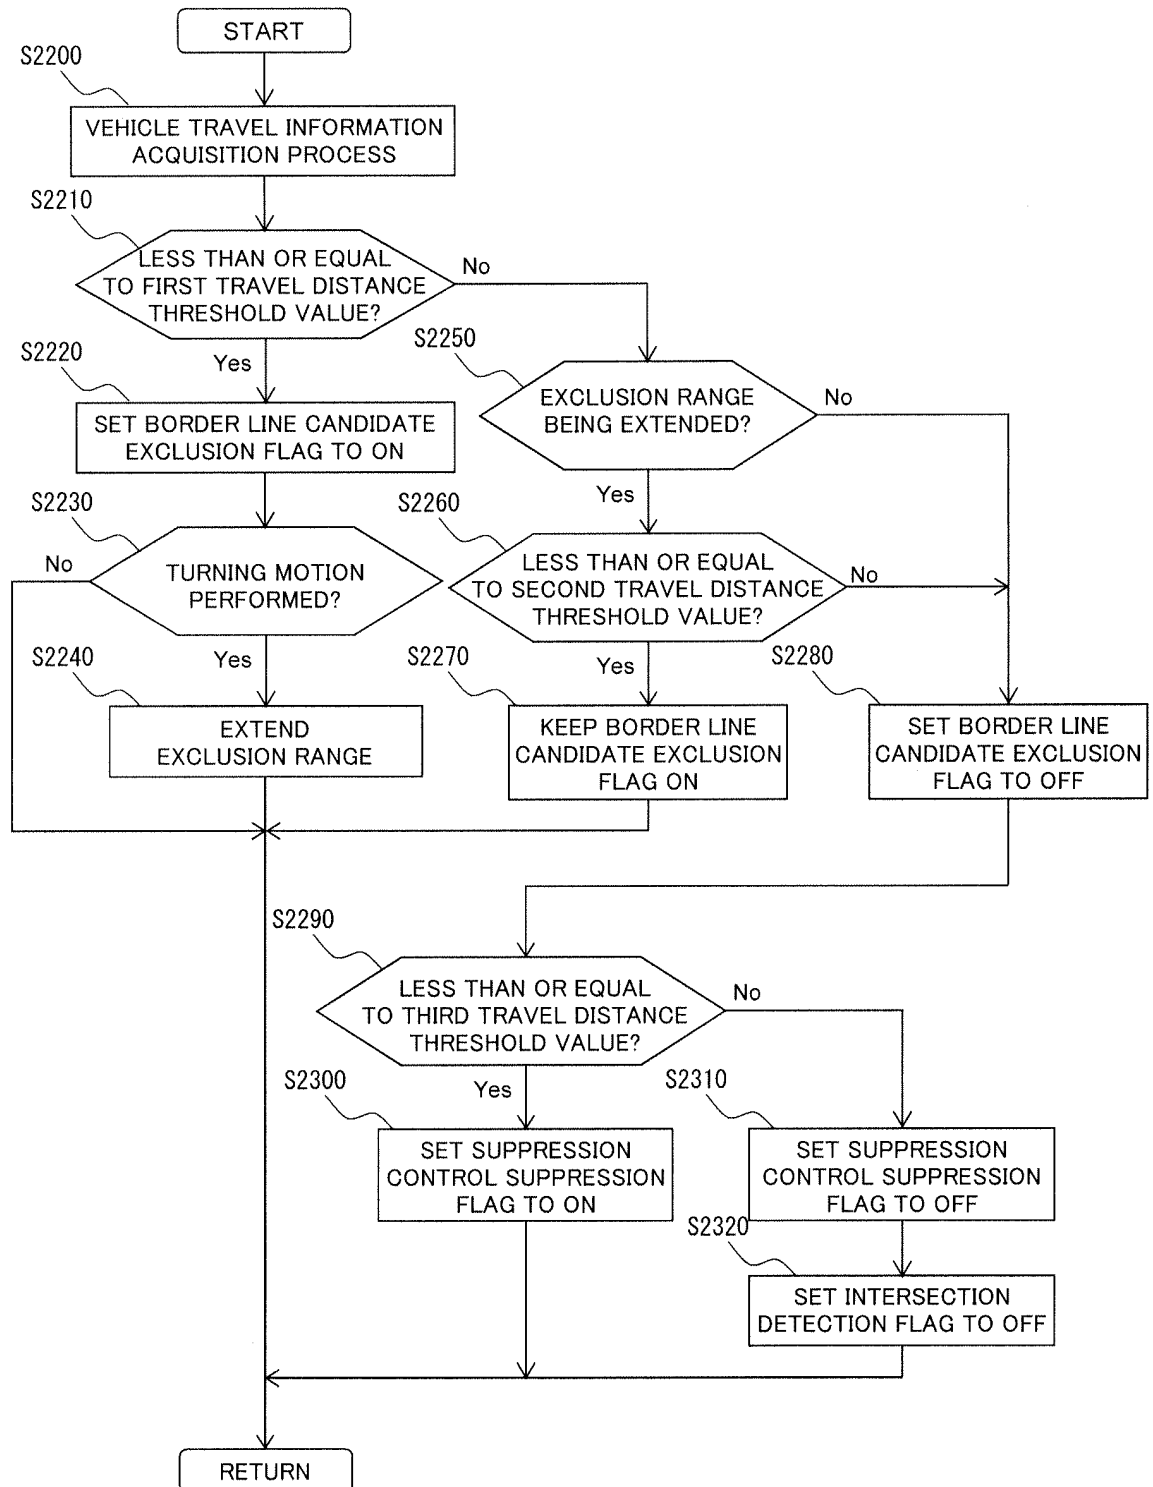 START
S2200
VEHICLE TRAVEL INFORMATION
ACQUISITION PROCESS
S2210
LESS THAN OR EQUAL
TO FIRST TRAVEL DISTANCE
THRESHOLD VALUE?
No
Yes
S2220
SET BORDER LINE CANDIDATE
EXCLUSION FLAG TO ON
S2250
EXCLUSION RANGE
BEING EXTENDED?
No
Yes
S2230
TURNING MOTION
PERFORMED?
No
Yes
S2260
LESS THAN OR EQUAL
TO SECOND TRAVEL DISTANCE
THRESHOLD VALUE?
No
Yes
S2240
EXTEND
EXCLUSION RANGE
S2270
KEEP BORDER LINE
CANDIDATE EXCLUSION
FLAG ON
S2280
SET BORDER LINE
CANDIDATE EXCLUSION
FLAG TO OFF
S2290
LESS THAN OR EQUAL
TO THIRD TRAVEL DISTANCE
THRESHOLD VALUE?
No
Yes
S2300
SET SUPPRESSION
CONTROL SUPPRESSION
FLAG TO ON
S2310
SET SUPPRESSION
CONTROL SUPPRESSION
FLAG TO OFF
S2320
SET INTERSECTION
DETECTION FLAG TO OFF
RETURN